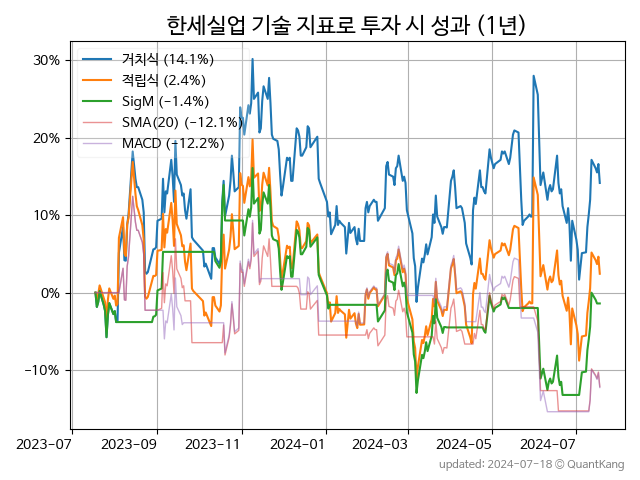 한세실업 기술 지표로 투자 시 성과 (1년)
거치식 (14.1%)
적립식 (2.4%)
SigM (−1.4%)
SMA(20) (−12.1%)
MACD (−12.2%)
30%
20%
10%
0%
−10%
2023−07 2023−09 2023−11 2024−01 2024−03 2024−05 2024−07
updated: 2024−07−18 © QuantKang